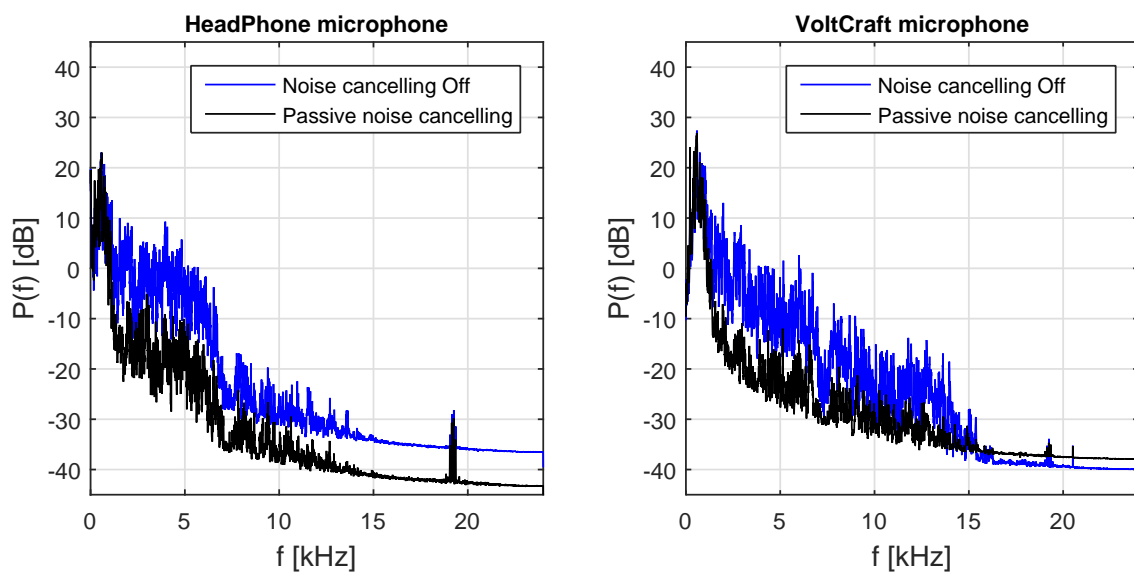 HeadPhone microphone
40
30
20
10
0
-10
-20
-30
-40
P(f) [dB]
Noise cancelling Off
Passive noise cancelling
0 5 10 15 20
f [kHz]
VoltCraft microphone
40
30
20
10
0
-10
-20
-30
-40
P(f) [dB]
Noise cancelling Off
Passive noise cancelling
0 5 10 15 20
f [kHz]